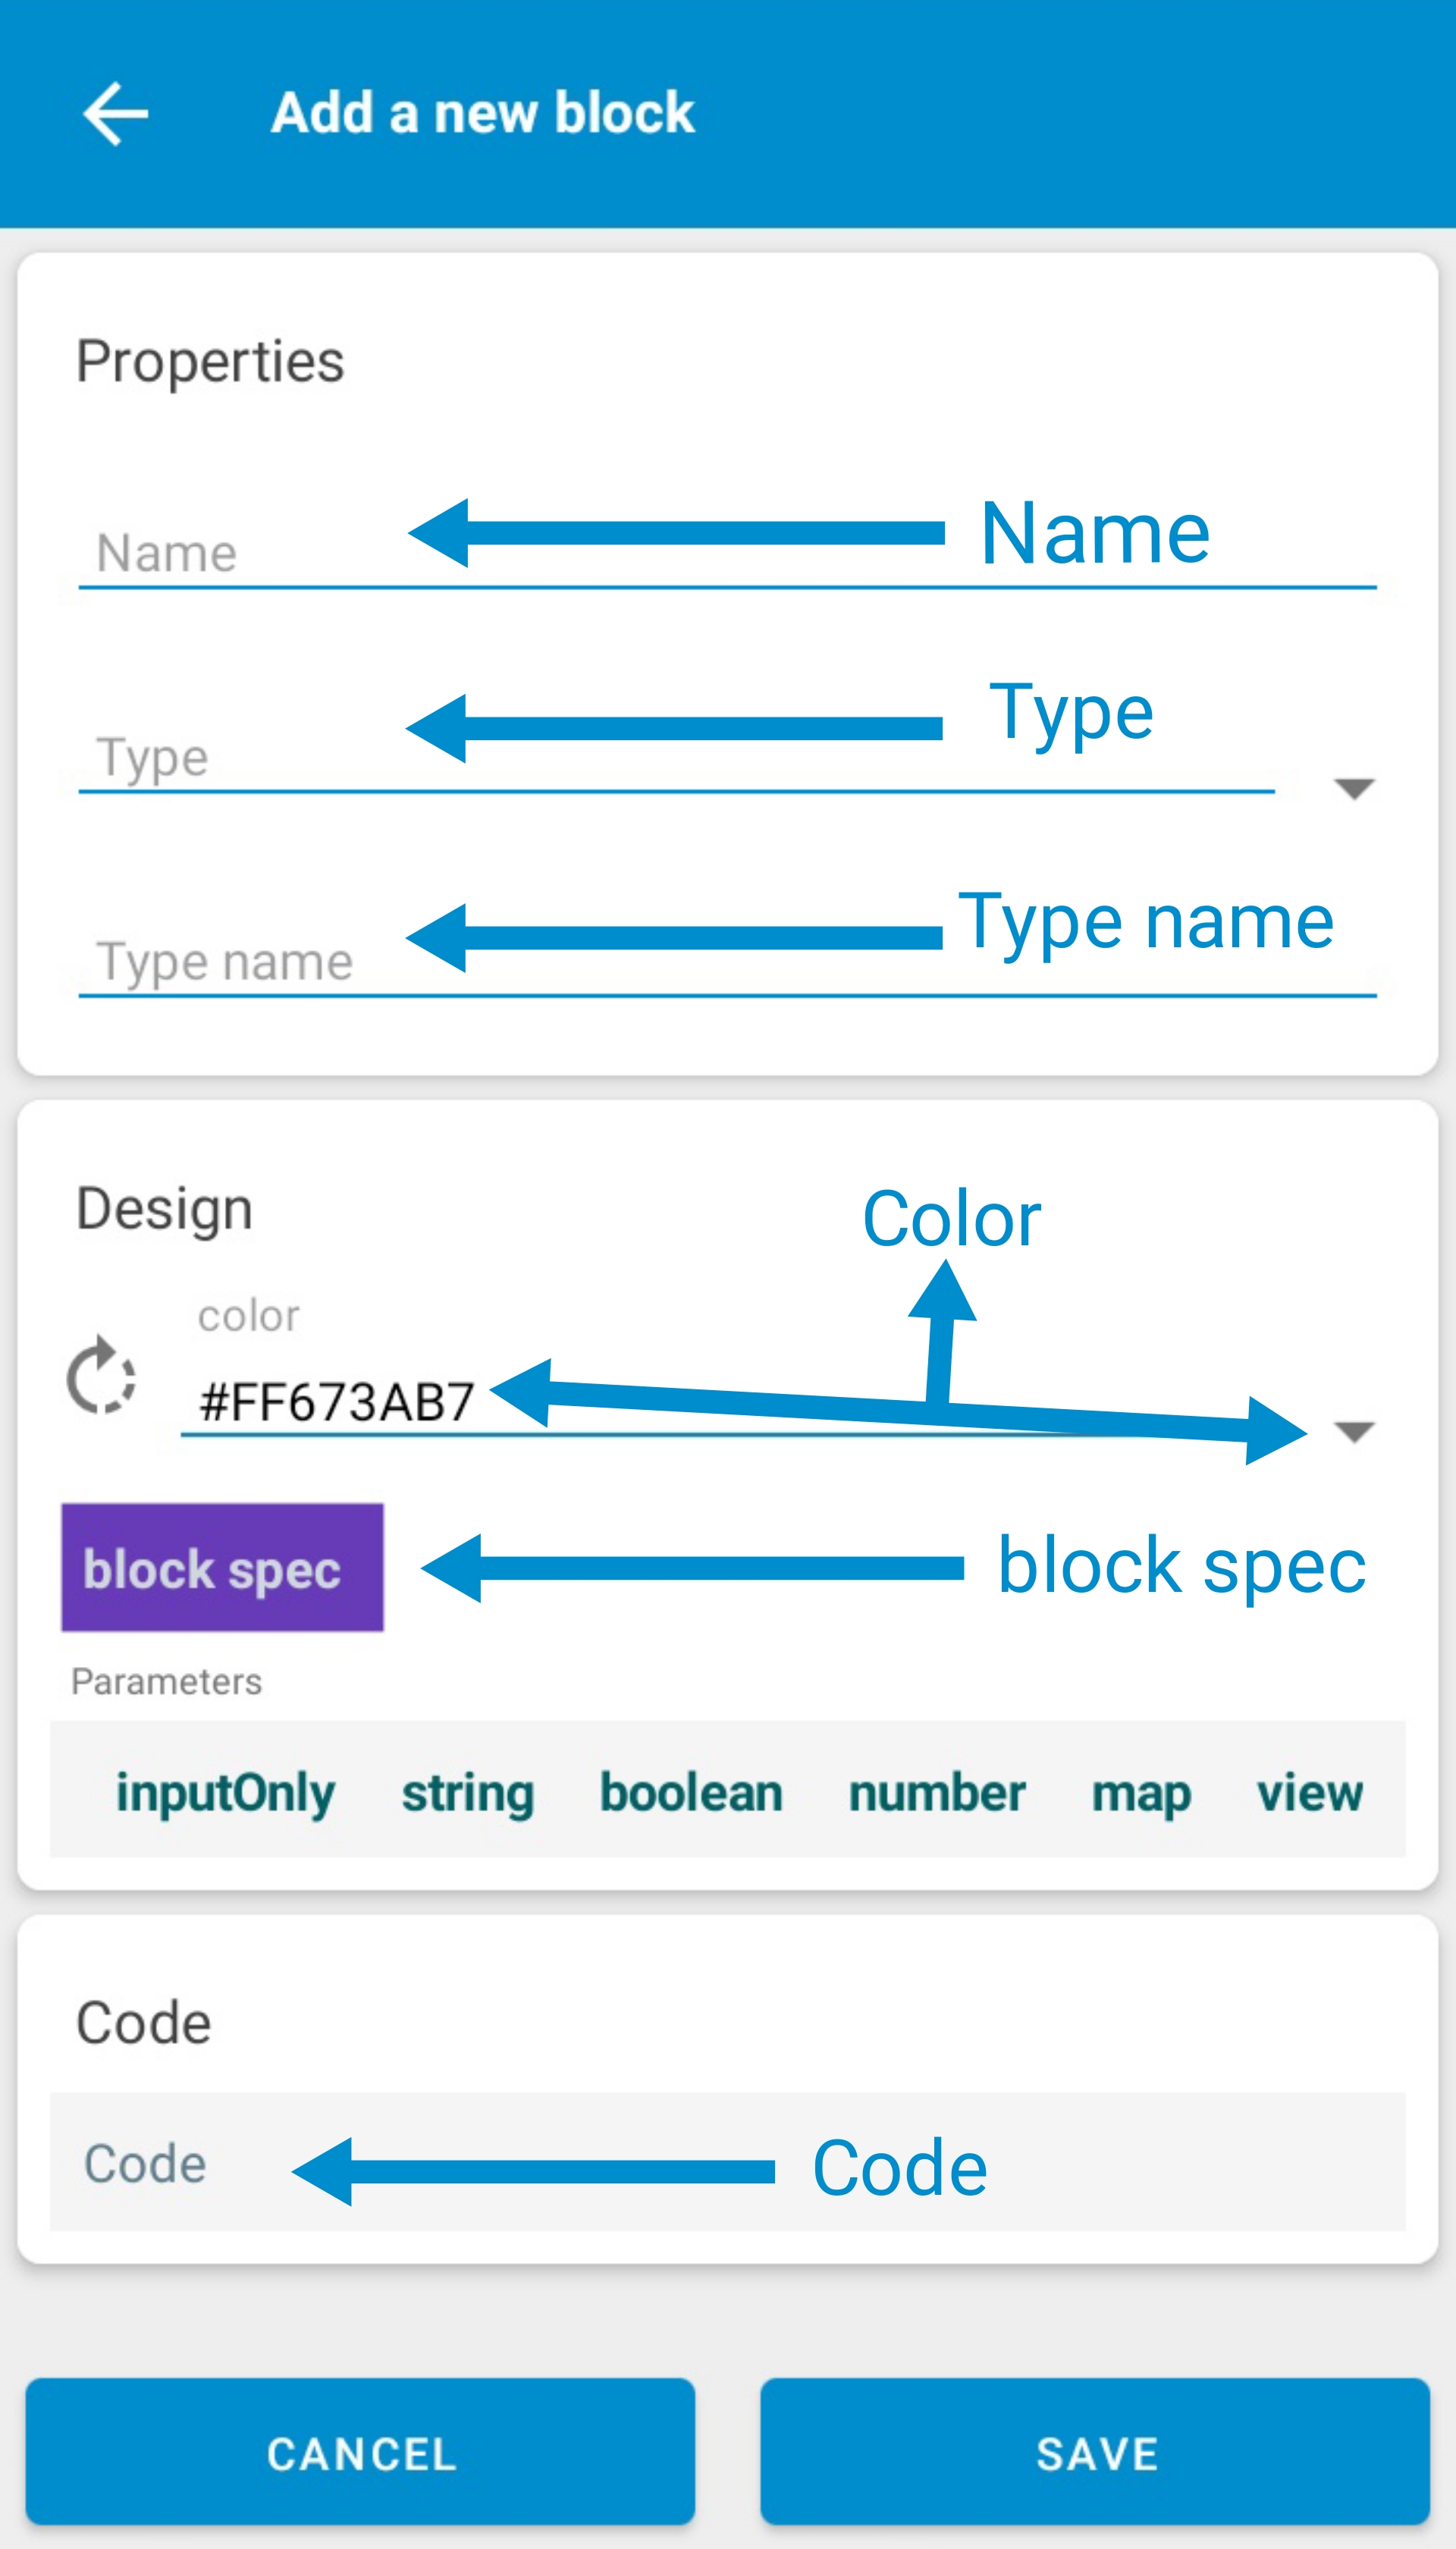 Add a new block
Properties
Name Name
Type Type
Type name Type name
Design
Color
color
#FF673AB7
block spec block spec
Parameters
inputOnly string boolean number map view
Code
Code Code
CANCEL SAVE